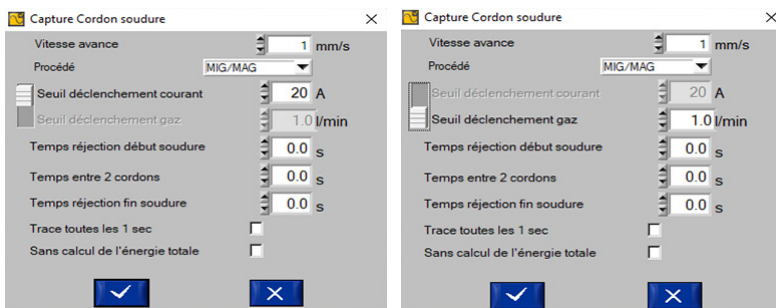 Capture Cordon soudure
Vitesse avance 1 mm/s
Procédé MIG/MAG
Seuil déclenchement courant 20 A
Seuil déclenchement gaz 1.0 l/min
Temps réjection début soudure 0.0 s
Temps entre 2 cordons 0.0 s
Temps réjection fin soudure 0.0 s
Trace toutes les 1 sec
Sans calcul de l'énergie totale
Capture Cordon soudure
Vitesse avance 1 mm/s
Procédé MIG/MAG
Seuil déclenchement courant 20 A
Seuil déclenchement gaz 1.0 l/min
Temps réjection début soudure 0.0 s
Temps entre 2 cordons 0.0 s
Temps réjection fin soudure 0.0 s
Trace toutes les 1 sec
Sans calcul de l'énergie totale